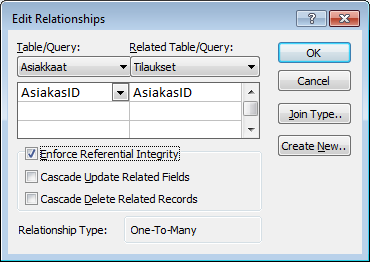 Edit Relationships
Table/Query: Related Table/Query:
Asiakkaat Tilaukset
OK
AsiakasID AsiakasID
Cancel
Join Type..
Create New..
Enforce Referential Integrity
Cascade Update Related Fields
Cascade Delete Related Records
Relationship Type: One-To-Many